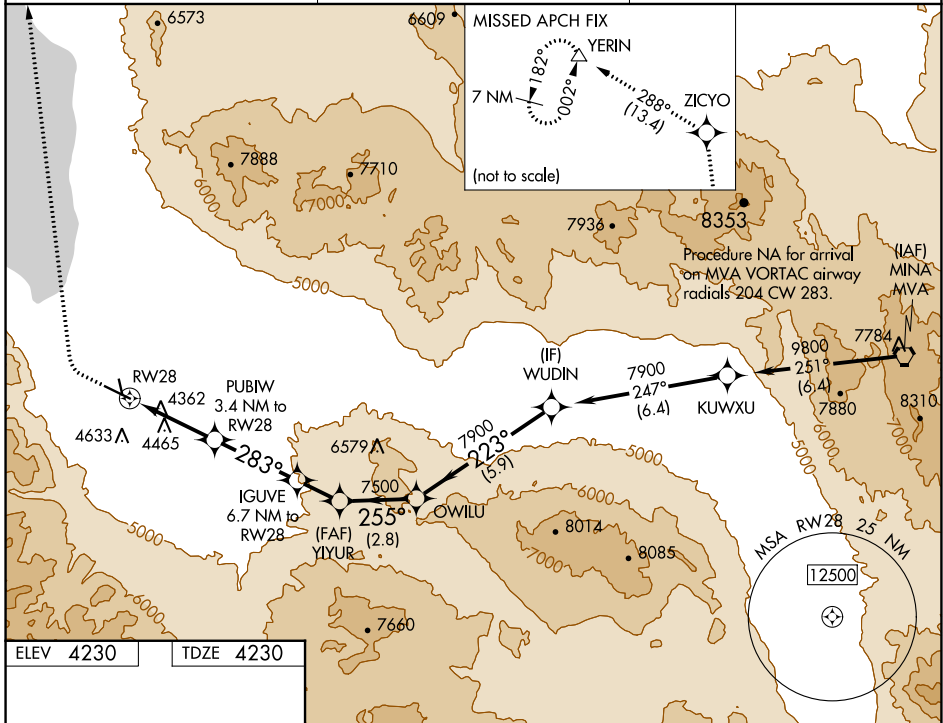 6573
6609
MISSED APCH FIX
YERIN
182°
002°
7 NM
288°
(13.4)
ZICYO
(not to scale)
7888
6000
7710
7000
7936
8353
Procedure NA for arrival
on MVA VORTAC airway
radials 204 CW 283.
(IAF)
MINA
MVA
5000
7784
9800
251°
(6.4)
7880
8310
(IF)
WUDIN
7900
247°
(6.4)
KUWXU
RW28
4362
4633
4465
PUBIW
3.4 NM to
RW28
283°
6579
7900
223°
(5.9)
5000
IGUVE
6.7 NM to
RW28
7500
255°
(2.8)
OWILU
(FAF)
YIYUR
6000
8014
8085
7000
5000
6000
7660
MSA RW28 25 NM
12500
6000
ELEV 4230
TDZE 4230